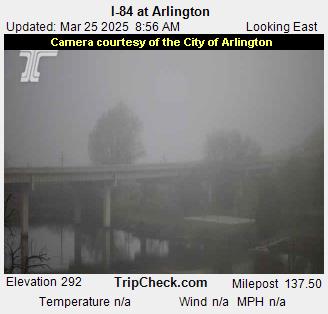 I-84 at Arlington
Updated: Mar 25 2025 8:56 AM Looking East
Camera courtesy of the City of Arlington
Elevation 292 TripCheck.com Milepost 137.50
Temperature n/a Wind n/a MPH n/a